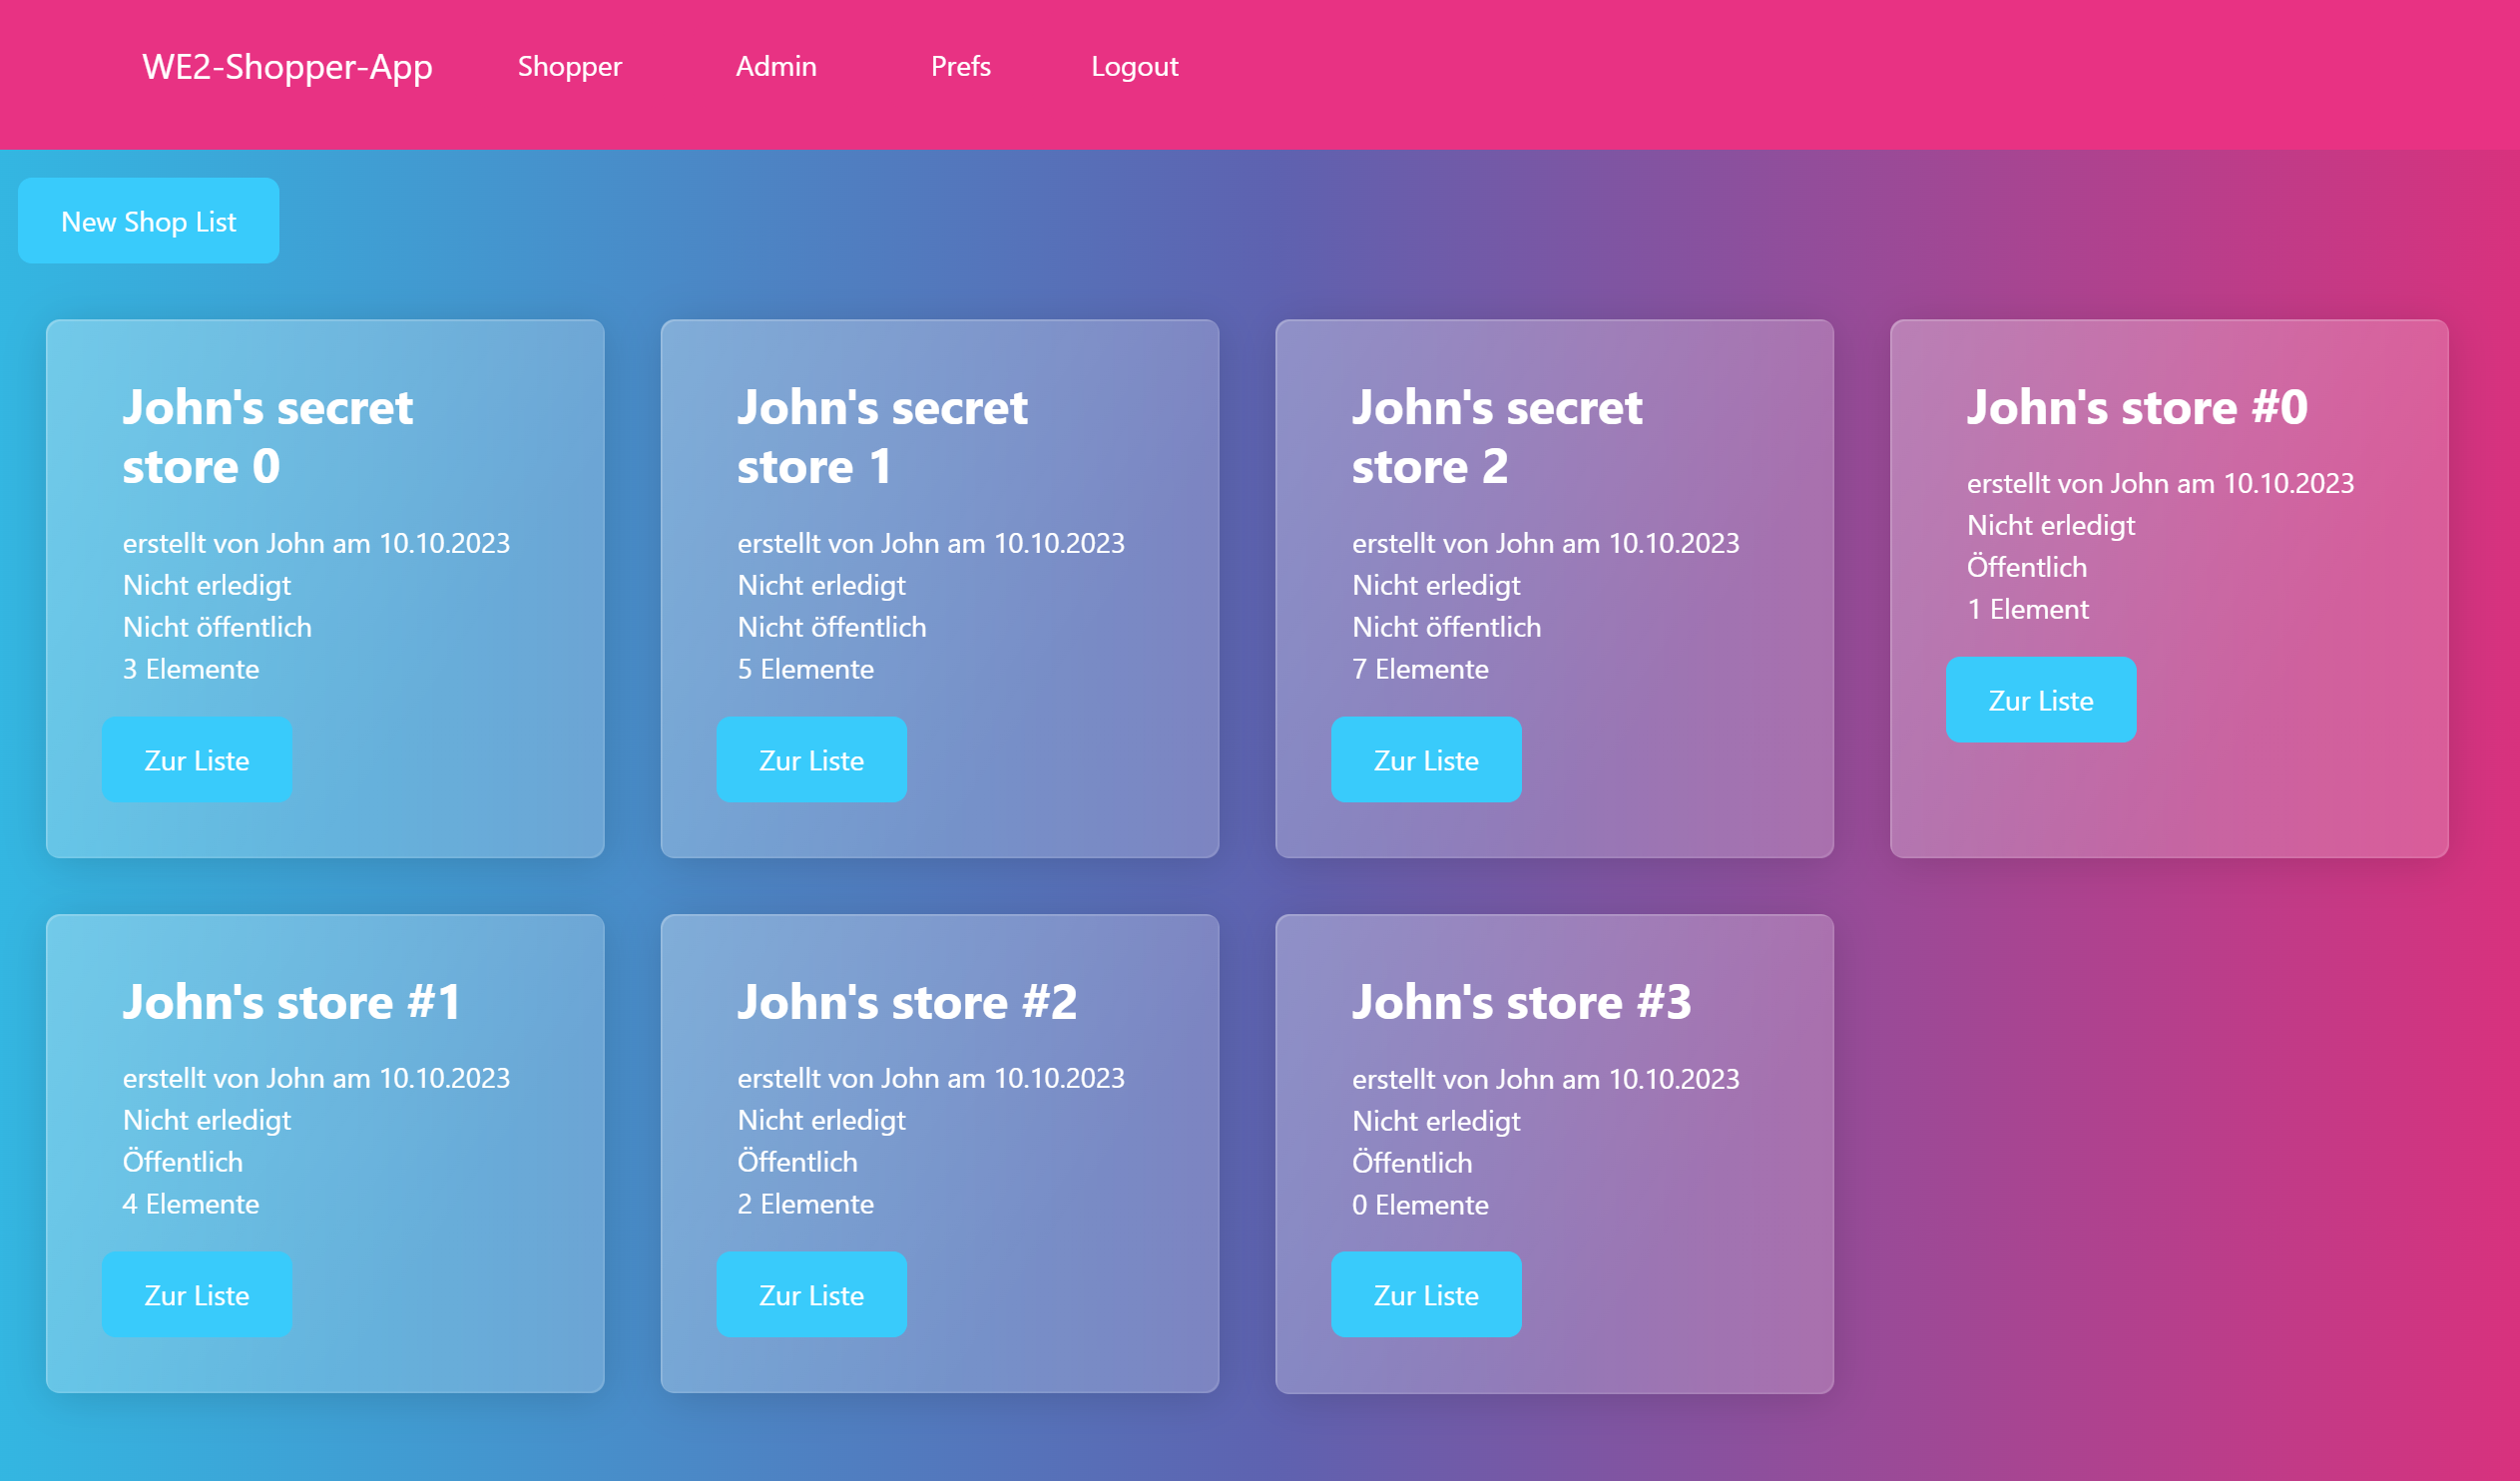 WE2-Shopper-App Shopper Admin Prefs Logout
New Shop List
John's secret
store 0
erstellt von John am 10.10.2023
Nicht erledigt
Nicht öffentlich
3 Elemente
Zur Liste
John's secret
store 1
erstellt von John am 10.10.2023
Nicht erledigt
Nicht öffentlich
5 Elemente
Zur Liste
John's secret
store 2
erstellt von John am 10.10.2023
Nicht erledigt
Nicht öffentlich
7 Elemente
Zur Liste
John's store #0
erstellt von John am 10.10.2023
Nicht erledigt
Öffentlich
1 Element
Zur Liste
John's store #1
erstellt von John am 10.10.2023
Nicht erledigt
Öffentlich
4 Elemente
Zur Liste
John's store #2
erstellt von John am 10.10.2023
Nicht erledigt
Öffentlich
2 Elemente
Zur Liste
John's store #3
erstellt von John am 10.10.2023
Nicht erledigt
Öffentlich
0 Elemente
Zur Liste